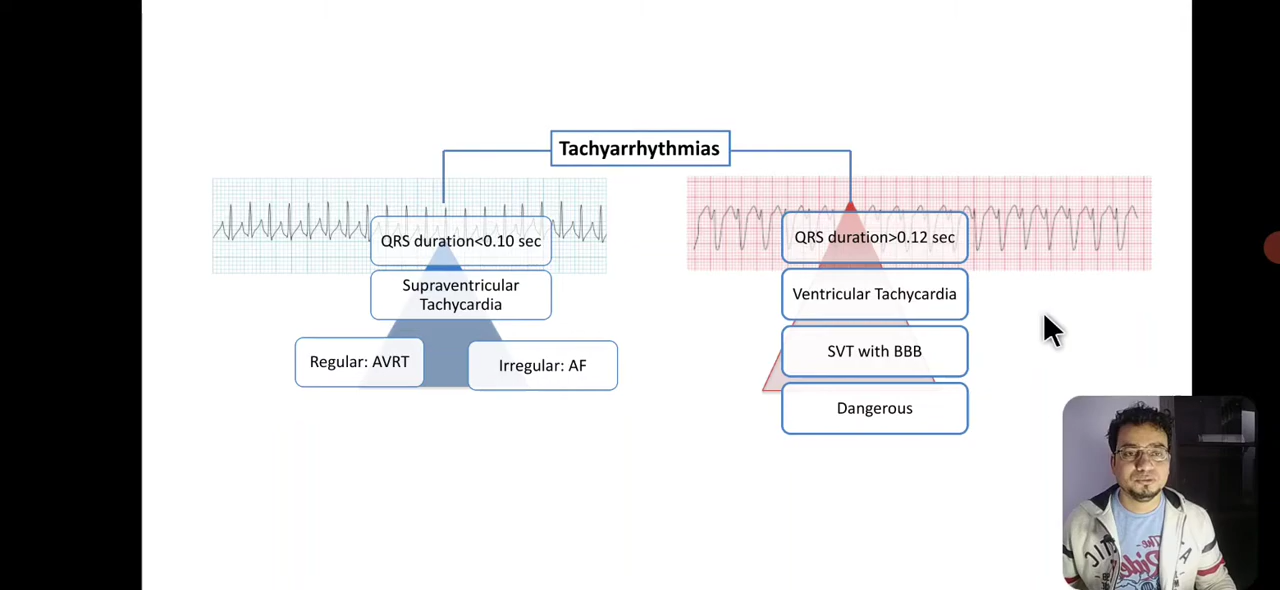 Tachyarrhythmias
QRS duration<0.10 sec
Supraventricular
Tachycardia
Regular: AVRT
Irregular: AF
QRS duration>0.12 sec
Ventricular Tachycardia
SVT with BBB
Dangerous